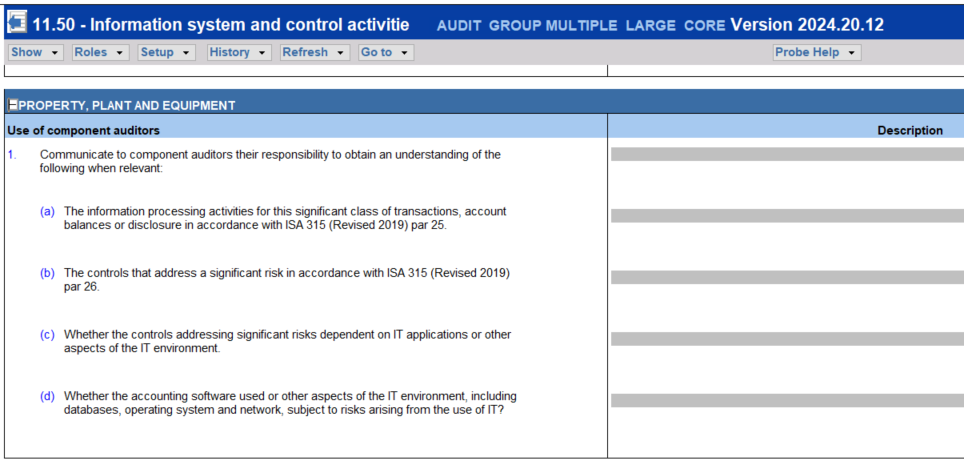 11.50 - Information system and control activitie AUDIT GROUP MULTIPLE LARGE CORE Version 2024.20.12
Show Roles Setup History Refresh Go to Probe Help
PROPERTY, PLANT AND EQUIPMENT
Use of component auditors Description
1. Communicate to component auditors their responsibility to obtain an understanding of the
following when relevant:
(a) The information processing activities for this significant class of transactions, account
balances or disclosure in accordance with ISA 315 (Revised 2019) par 25.
(b) The controls that address a significant risk in accordance with ISA 315 (Revised 2019)
par 26.
(c) Whether the controls addressing significant risks dependent on IT applications or other
aspects of the IT environment.
(d) Whether the accounting software used or other aspects of the IT environment, including
databases, operating system and network, subject to risks arising from the use of IT?